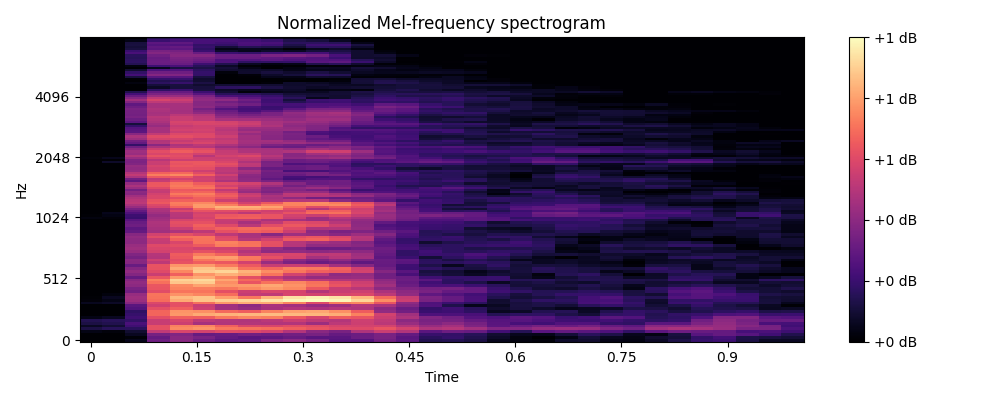 Normalized Mel-frequency spectrogram
Hz
4096
2048
1024
512
0
0 0.15 0.3 0.45 0.6 0.75 0.9
Time
+1 dB
+1 dB
+1 dB
+0 dB
+0 dB
+0 dB